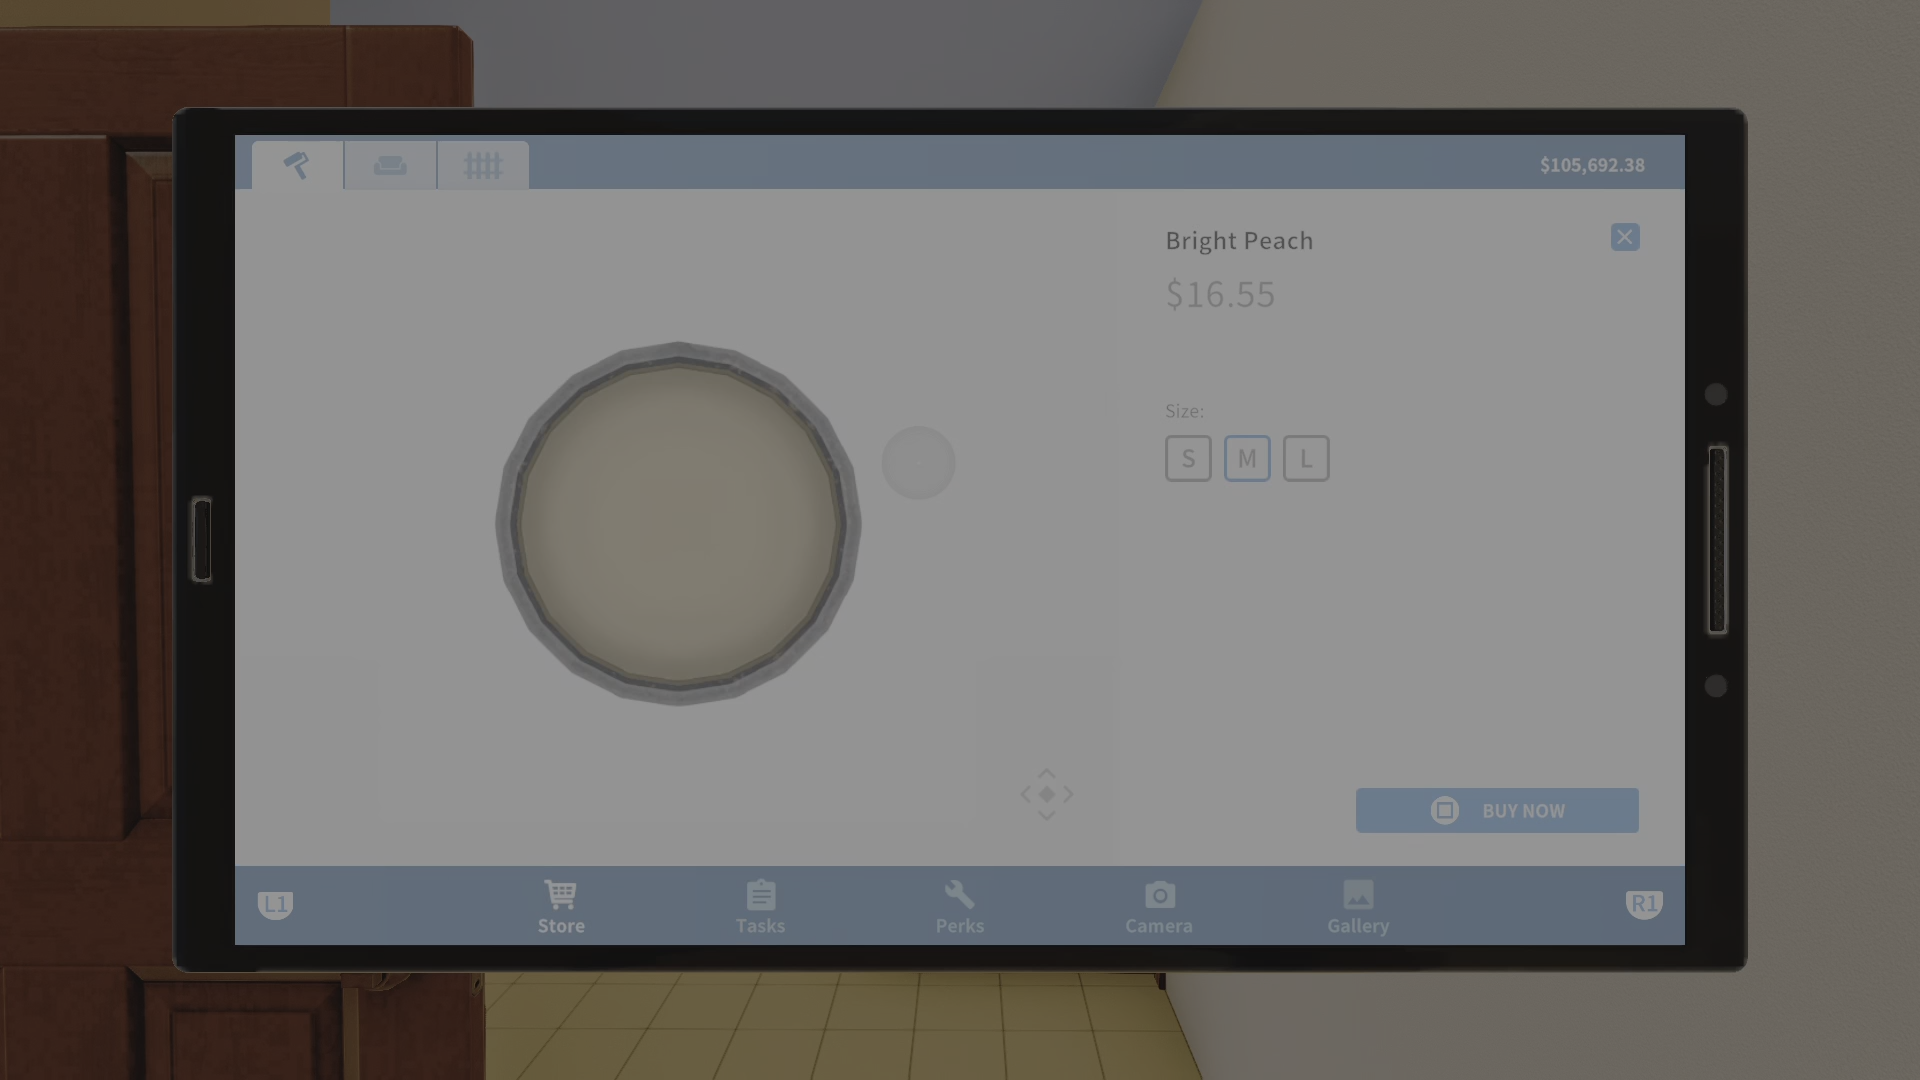 $105,692.38
Bright Peach
$16.55
Size:
S M L
BUY NOW
L1 Store Tasks Perks Camera Gallery R1